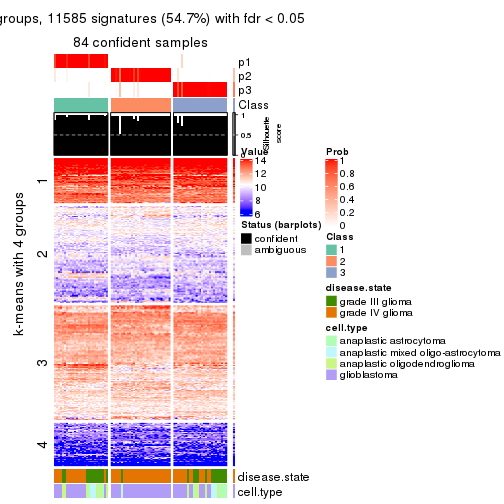 groups, 11585 signatures (54.7%) with fdr < 0.05
84 confident samples
p1
p2
p3
Class
1
0.5
0
Silhouette
score
k-means with 4 groups
1
2
3
4
disease.state
cell.type
Value
14
12
10
8
6
Status (barplots)
confident
ambiguous
Prob
1
0.8
0.6
0.4
0.2
0
Class
1
2
3
disease.state
grade III glioma
grade IV glioma
cell.type
anaplastic astrocytoma
anaplastic mixed oligo-astrocytoma
anaplastic oligodendroglioma
glioblastoma